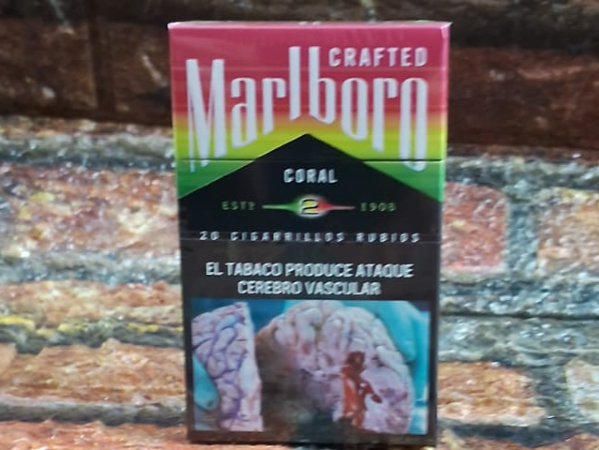 CRAFTED
Marlboro
CORAL
ESTD 2 1908
20 CIGARRILLOS RUBIOS
EL TABACO PRODUCE ATAQUE
CEREBRO VASCULAR